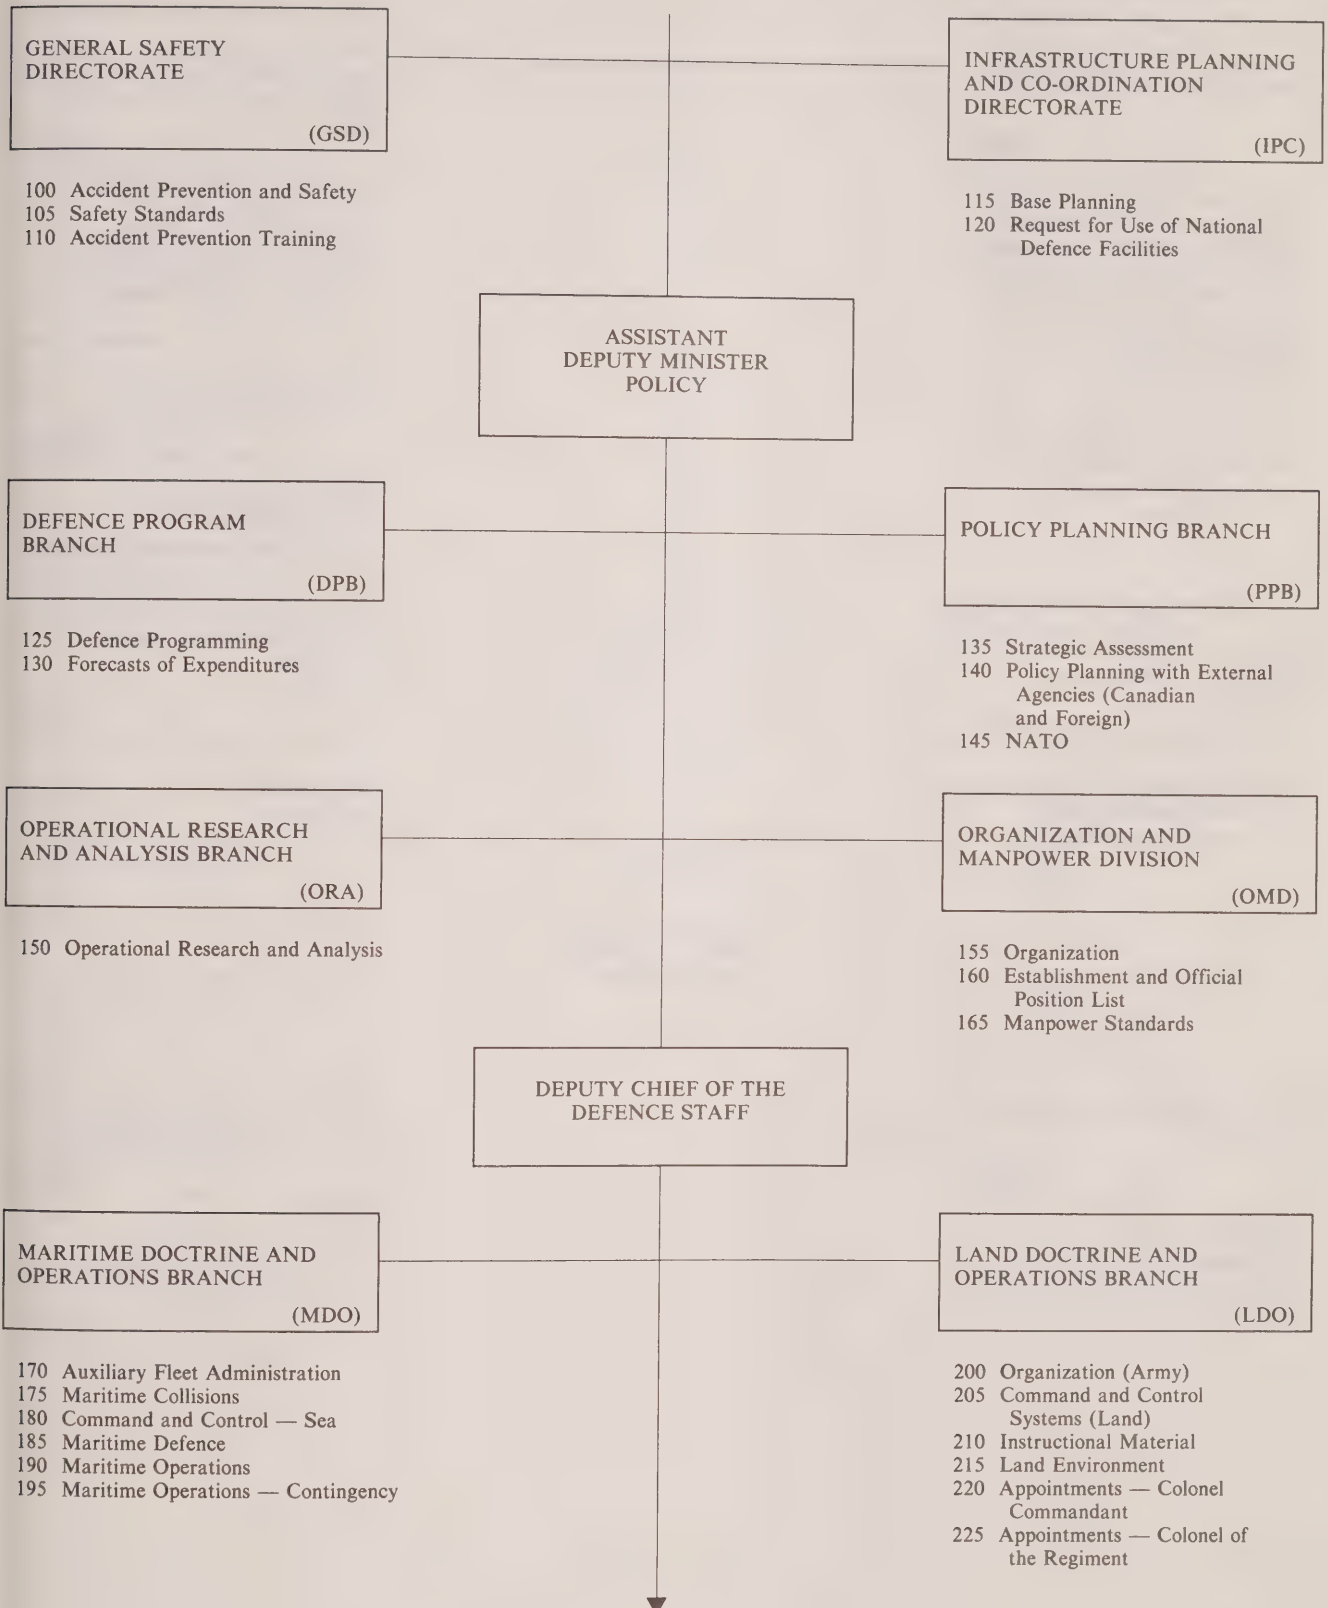 GENERAL SAFETY
DIRECTORATE
(GSD)
100 Accident Prevention and Safety
105 Safety Standards
110 Accident Prevention Training
INFRASTRUCTURE PLANNING
AND CO-ORDINATION
DIRECTORATE
(IPC)
115 Base Planning
120 Request for Use of National
Defence Facilities
ASSISTANT
DEPUTY MINISTER
POLICY
DEFENCE PROGRAM
BRANCH
(DPB)
125 Defence Programming
130 Forecasts of Expenditures
POLICY PLANNING BRANCH
(PPB)
135 Strategic Assessment
140 Policy Planning with External
Agencies (Canadian
and Foreign)
145 NATO
OPERATIONAL RESEARCH
AND ANALYSIS BRANCH
(ORA)
150 Operational Research and Analysis
ORGANIZATION AND
MANPOWER DIVISION
(OMD)
155 Organization
160 Establishment and Official
Position List
165 Manpower Standards
DEPUTY CHIEF OF THE
DEFENCE STAFF
MARITIME DOCTRINE AND
OPERATIONS BRANCH
(MDO)
170 Auxiliary Fleet Administration
175 Maritime Collisions
180 Command and Control — Sea
185 Maritime Defence
190 Maritime Operations
195 Maritime Operations — Contingency
LAND DOCTRINE AND
OPERATIONS BRANCH
(LDO)
200 Organization (Army)
205 Command and Control
Systems (Land)
210 Instructional Material
215 Land Environment
220 Appointments — Colonel
Commandant
225 Appointments — Colonel of
the Regiment